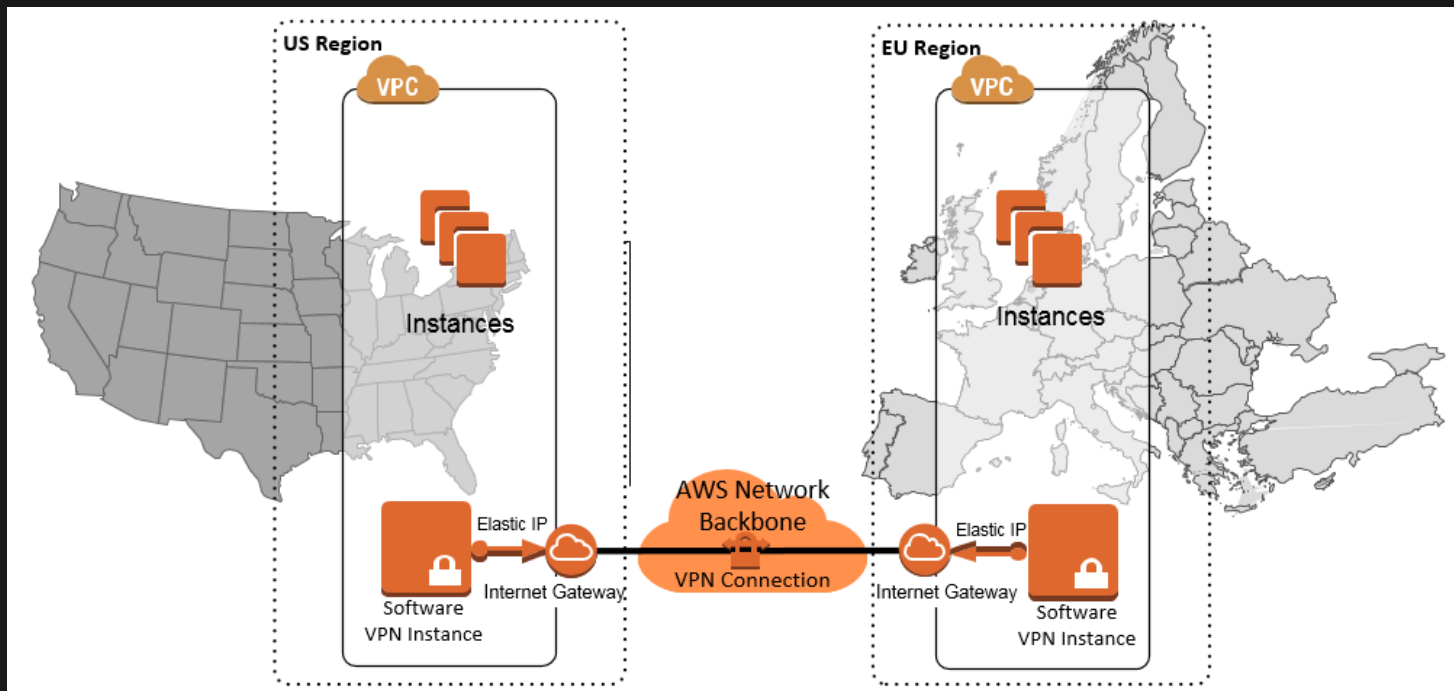 US Region
VPC
Instances
Elastic IP
Internet Gateway
Software
VPN Instance
AWS Network
Backbone
VPN Connection
EU Region
VPC
Instances
Elastic IP
Internet Gateway
Software
VPN Instance